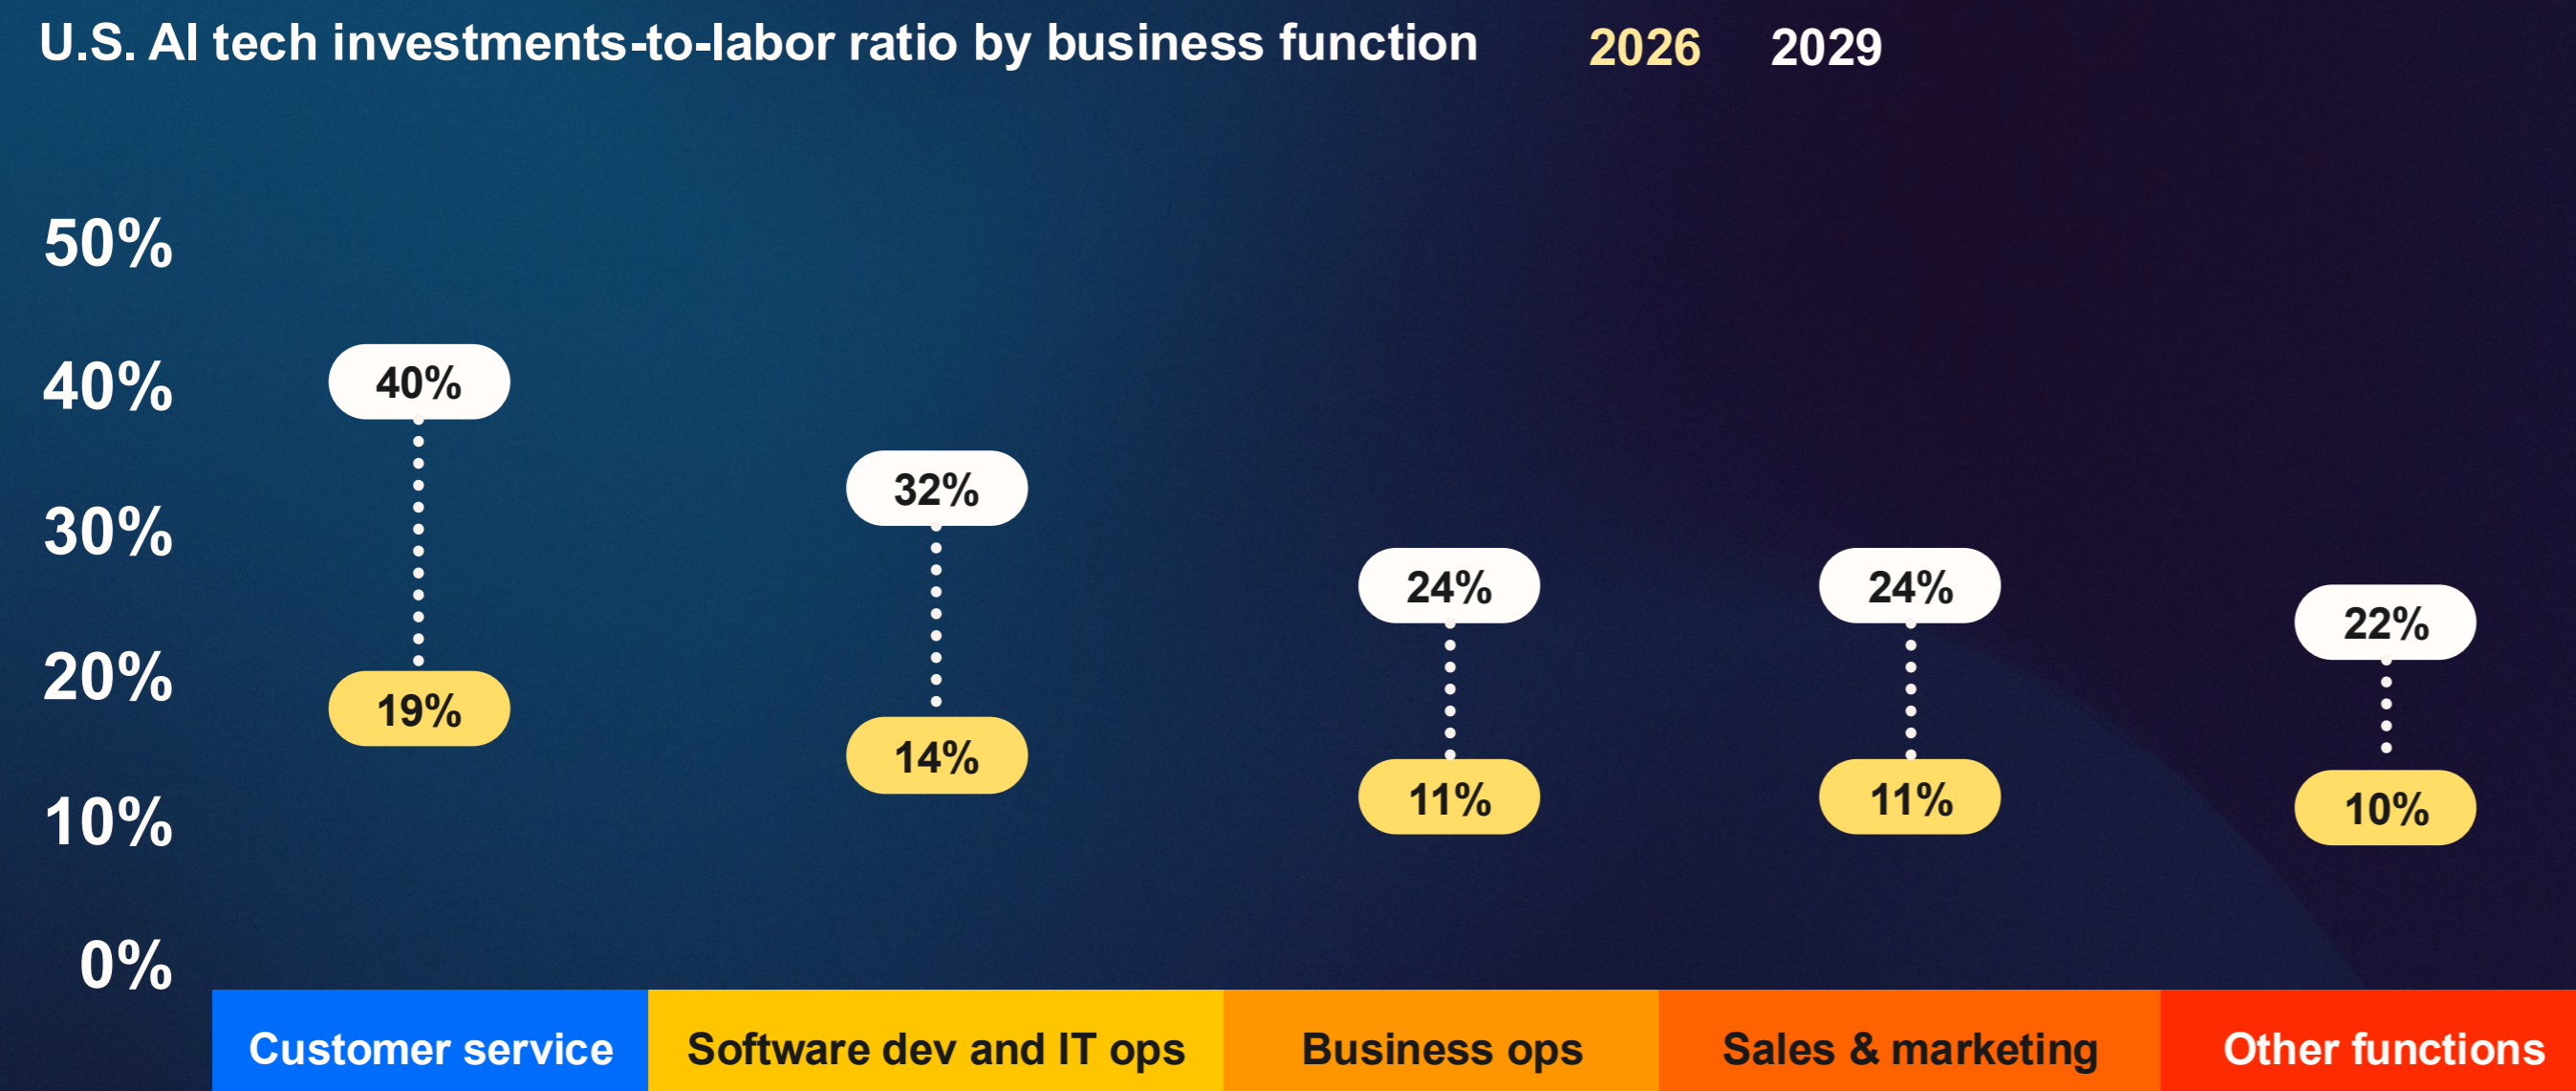 U.S. AI tech investments-to-labor ratio by business function 2026 2029
50%
40%
30%
20%
10%
0%
40%
19%
32%
14%
24%
11%
24%
11%
22%
10%
Customer service
Software dev and IT ops
Business ops
Sales & marketing
Other functions